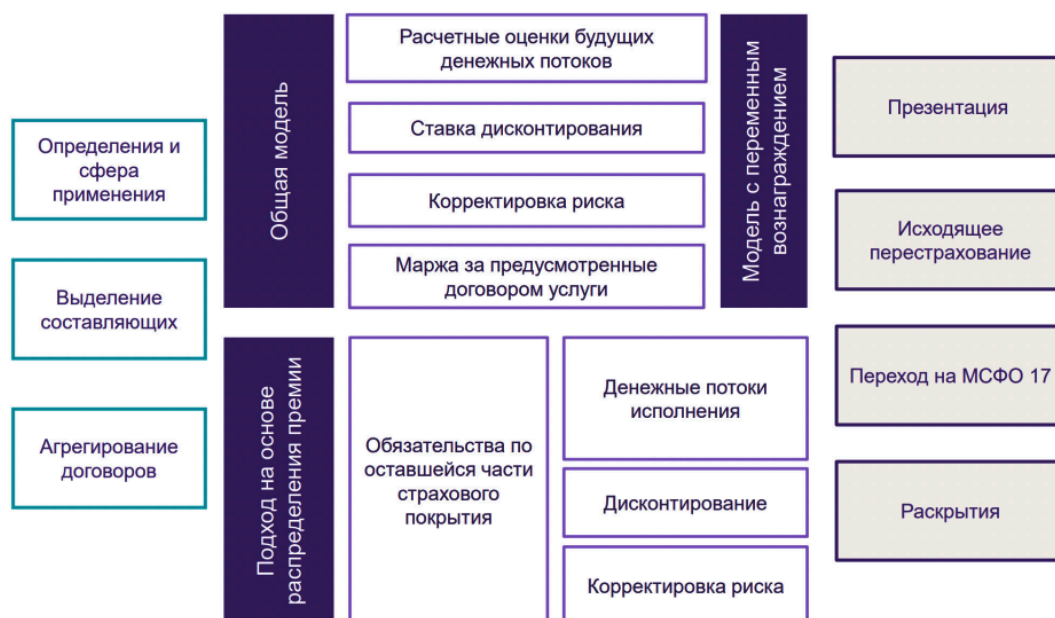 Определения и
сфера
применения
Выделение
составляющих
Агрегирование
договоров
Общая модель
Расчетные оценки будущих
денежных потоков
Ставка дисконтирования
Корректировка риска
Маржа за предусмотренные
договором услуги
Модель с переменным
вознаграждением
Подход на основе
распределения премии
Обязательства по
оставшейся части
страхового
покрытия
Денежные потоки
исполнения
Дисконтирование
Корректировка риска
Презентация
Исходящее
перестрахование
Переход на МСФО 17
Раскрытия